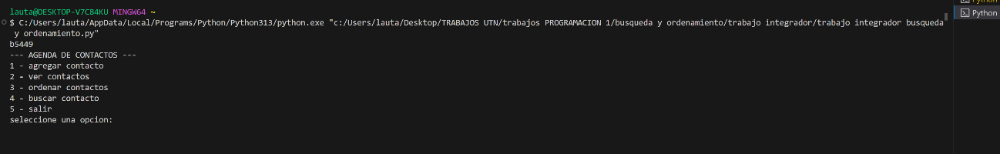 Python
lauta@DESKTOP-V7C84KU MINGW64 ~
$ C:/Users/lauta/AppData/Local/Programs/Python/Python313/python.exe "c:/Users/lauta/Desktop/TRABAJOS UTN/trabajos PROGRAMACION 1/busqueda y ordenamiento/trabajo integrador/trabajo integrador busqueda
y ordenamiento.py"
b5449
--- AGENDA DE CONTACTOS ---
1 - agregar contacto
2 - ver contactos
3 - ordenar contactos
4 - buscar contacto
5 - salir
seleccione una opcion:
Python